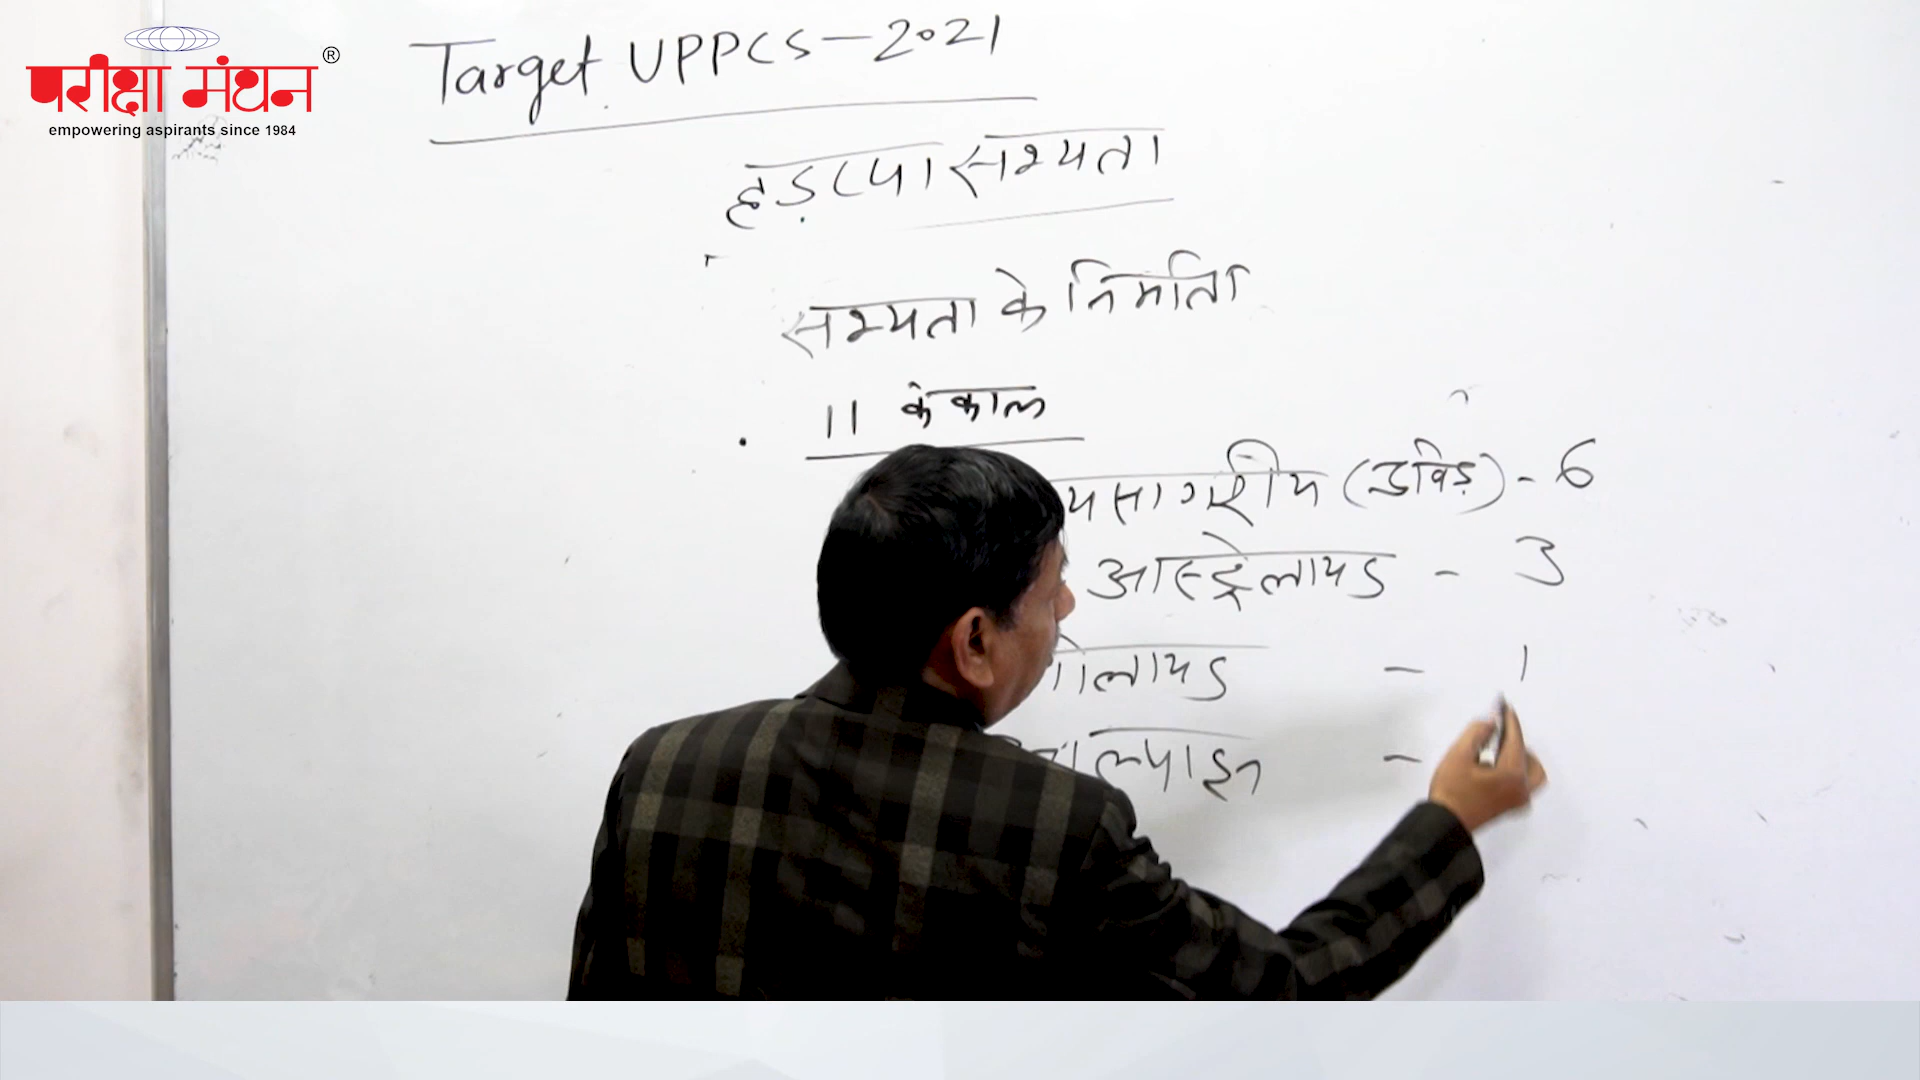 परीक्षा मंथन®
empowering aspirants since 1984
Target UPPCS-2021
हड़प्पा सभ्यता
सभ्यता के निर्माता
11 कंकाल
यसागरीय (द्रविड़) - 6
आस्ट्रेलायड - 3
गोलायड - 1
अल्पाइन -